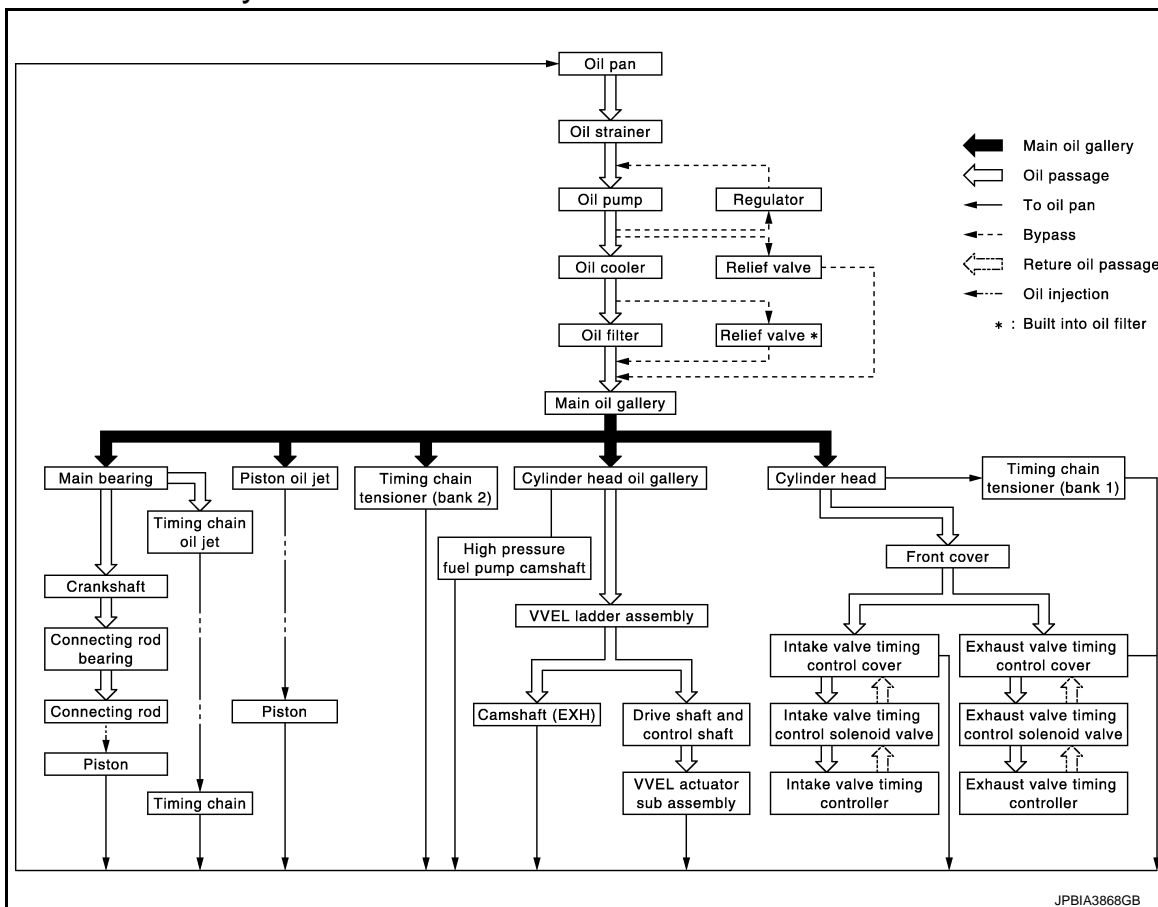 Oil pan
Oil strainer
Oil pump
Regulator
Oil cooler
Relief valve
Oil filter
Relief valve *
Main oil gallery
Main oil gallery
Oil passage
To oil pan
Bypass
Reture oil passage
Oil injection
* : Built into oil filter
Main bearing
Piston oil jet
Timing chain
tensioner (bank 2)
Cylinder head oil gallery
Cylinder head
Timing chain
tensioner (bank 1)
Timing chain
oil jet
High pressure
fuel pump camshaft
Front cover
Crankshaft
VVEL ladder assembly
Connecting rod
bearing
Intake valve timing
control cover
Exhaust valve timing
control cover
Connecting rod
Piston
Camshaft (EXH)
Drive shaft and
control shaft
Intake valve timing
control solenoid valve
Exhaust valve timing
control solenoid valve
Piston
Timing chain
VVEL actuator
sub assembly
Intake valve timing
controller
Exhaust valve timing
controller
JPBIA3868GB